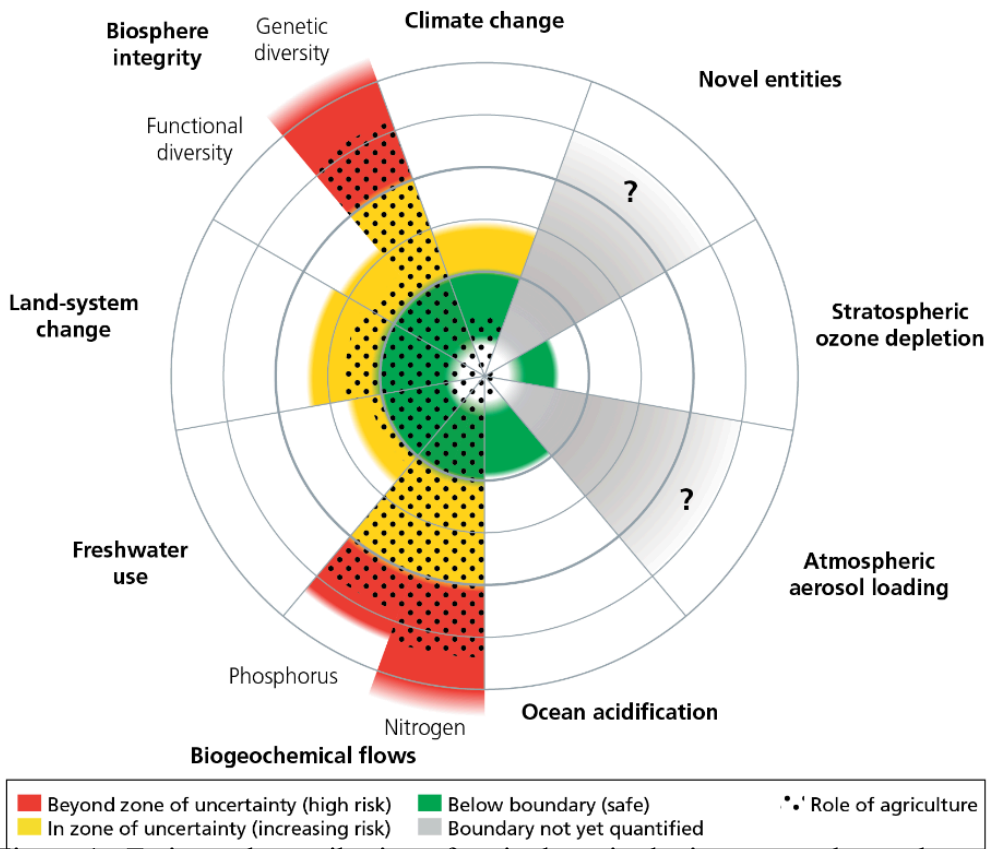 Climate change
Biosphere
integrity
Genetic
diversity
Novel entities
Functional
diversity
?
Land-system
change
Stratospheric
ozone depletion
?
Freshwater
use
Atmospheric
aerosol loading
Phosphorus
Ocean acidification
Nitrogen
Biogeochemical flows
Beyond zone of uncertainty (high risk)
Below boundary (safe)
Role of agriculture
In zone of uncertainty (increasing risk)
Boundary not yet quantified